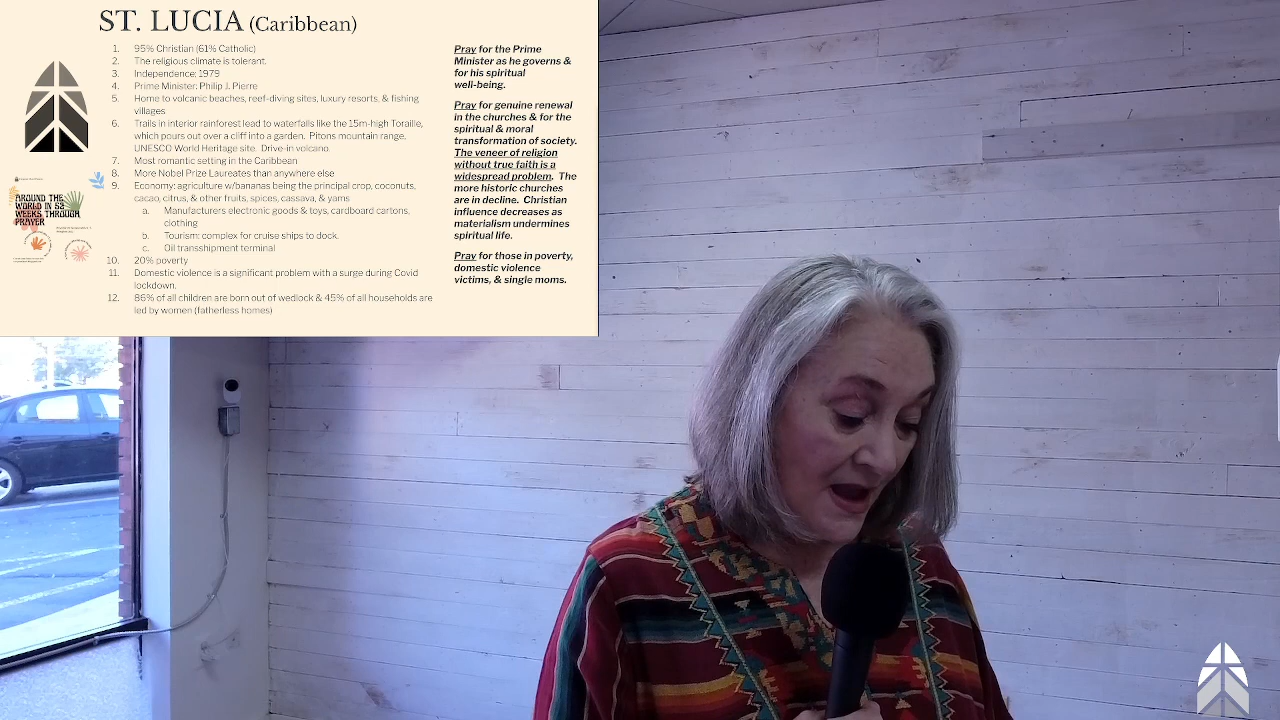 ST. LUCIA (Caribbean)
1. 95% Christian (61% Catholic)
2. The religious climate is tolerant.
3. Independence: 1979
4. Prime Minister: Philip J. Pierre
5. Home to volcanic beaches, reef-diving sites, luxury resorts, & fishing
villages
6. Trails in interior rainforest lead to waterfalls like the 15m-high Toraille,
which pours out over a cliff into a garden. Pitons mountain range,
UNESCO World Heritage site. Drive-in volcano.
7. Most romantic setting in the Caribbean
8. More Nobel Prize Laureates than anywhere else
9. Economy: agriculture w/bananas being the principal crop, coconuts,
cacao, citrus, & other fruits, spices, cassava, & yams
a. Manufacturers electronic goods & toys, cardboard cartons,
clothing
b. Tourism: complex for cruise ships to dock.
c. Oil transshipment terminal
10. 20% poverty
11. Domestic violence is a significant problem with a surge during Covid
lockdown.
12. 86% of all children are born out of wedlock & 45% of all households are
led by women (fatherless homes)
Pray for the Prime
Minister as he governs &
for his spiritual
well-being.
Pray for genuine renewal
in the churches & for the
spiritual & moral
transformation of society.
The veneer of religion
without true faith is a
widespread problem. The
more historic churches
are in decline. Christian
influence decreases as
materialism undermines
spiritual life.
Pray for those in poverty,
domestic violence
victims, & single moms.
AROUND THE
WORLD IN 52
WEEKS THROUGH
PRAYER